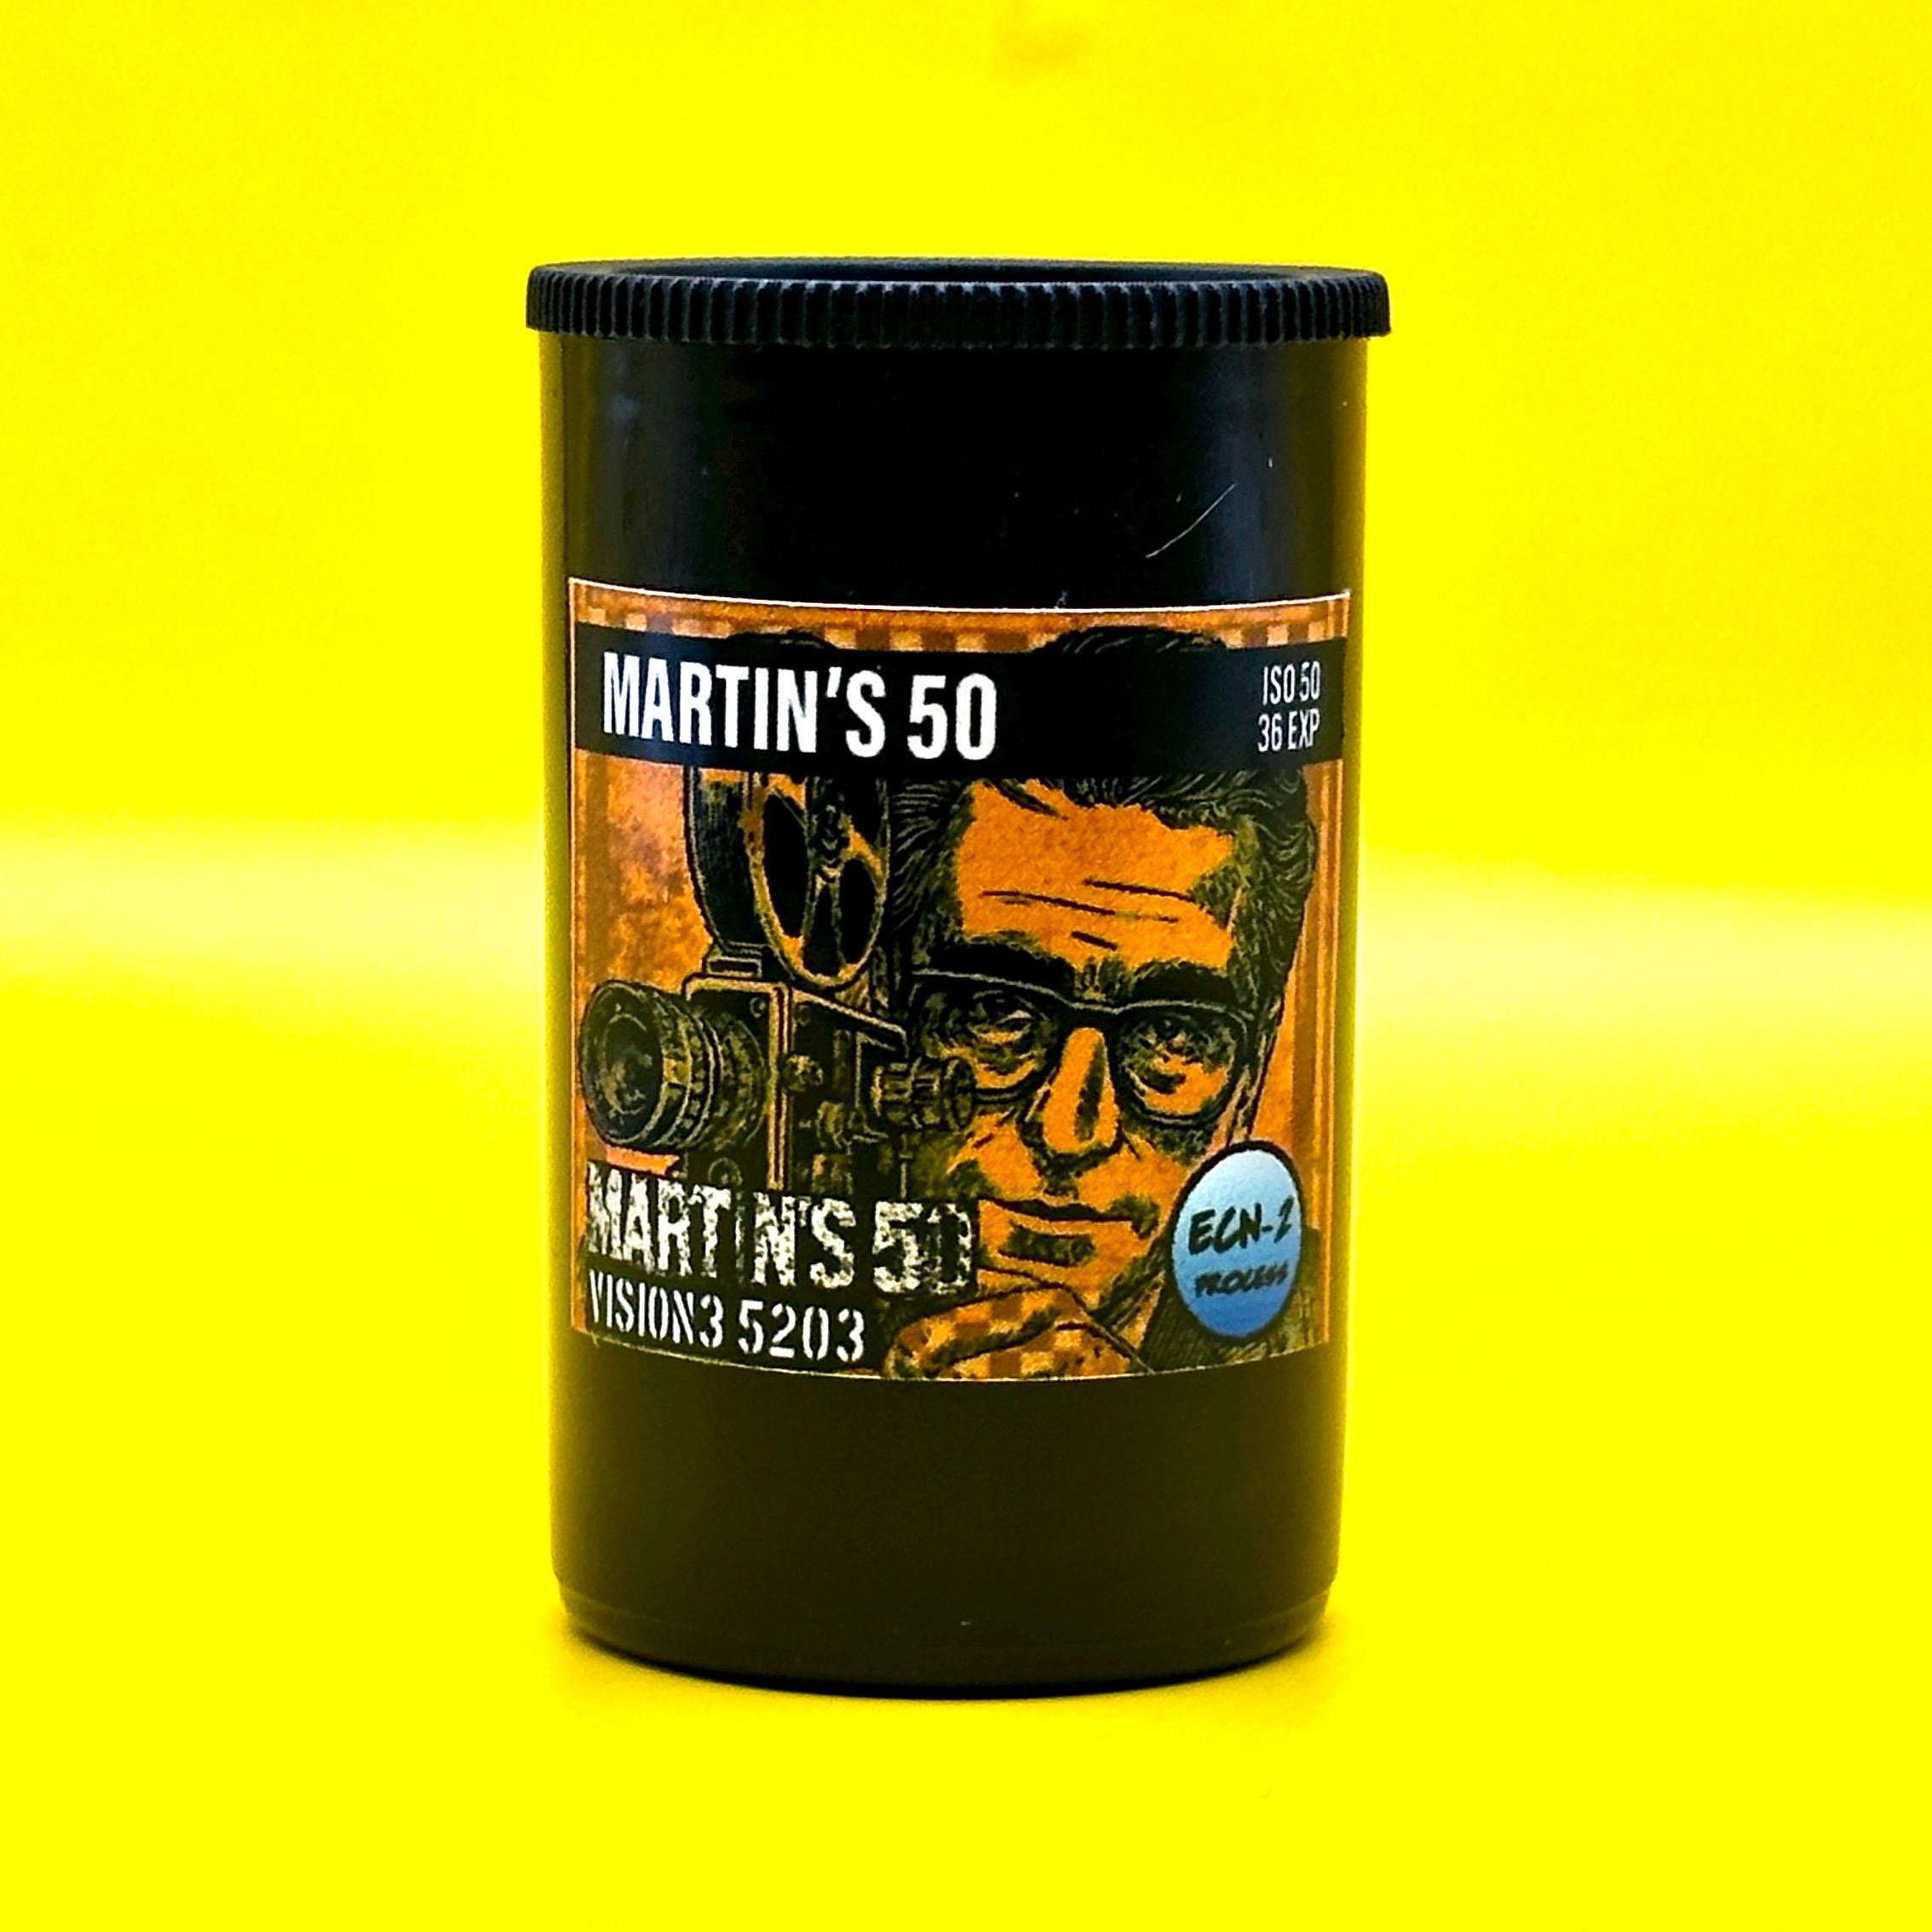 MARTIN'S 50
ISO 50
36 EXP
MARTIN'S 50
VISION3 5203
ECN-2
PROCESS